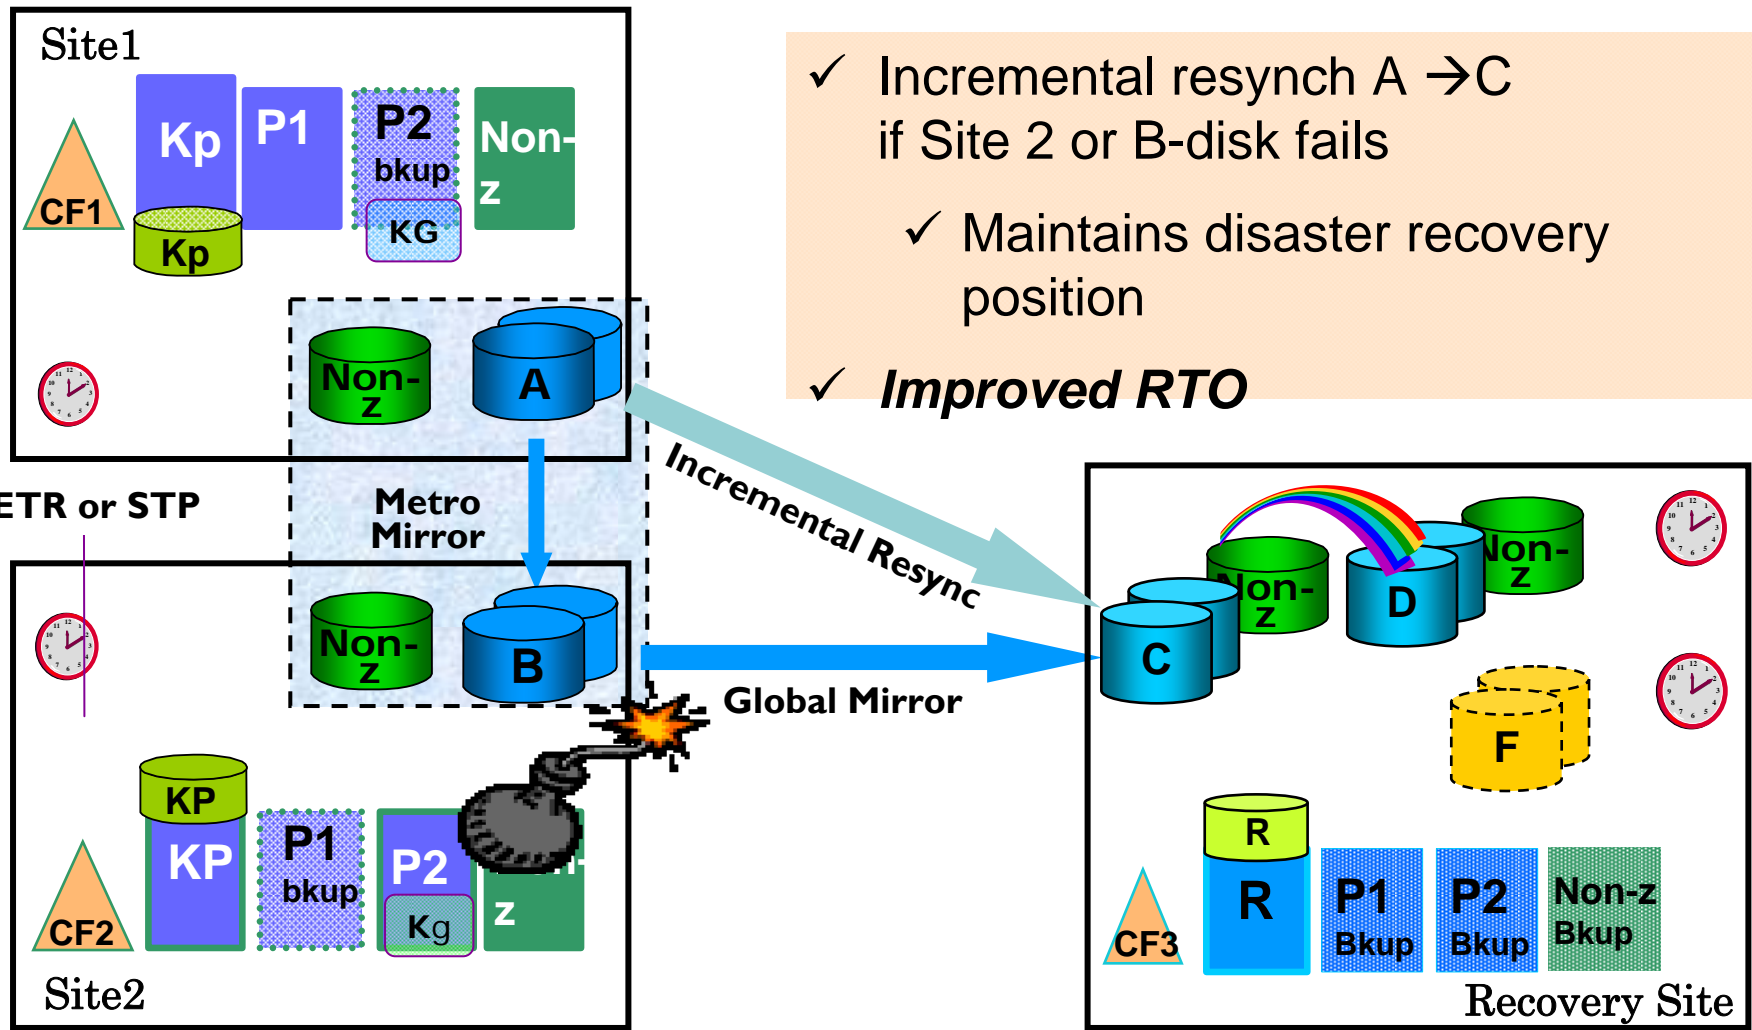 Site1
Kp
P1
P2
bkup
Non-
z
CF1
Kp
KG
✓ Incremental resynch A →C
if Site 2 or B-disk fails
✓ Maintains disaster recovery
position
✓ Improved RTO
Non-
z
A
Metro
Mirror
Incremental Resync
ETR or STP
Non-
z
B
Global Mirror
KP
KP
P1
bkup
P2
Kg
z
CF2
Site2
C
Non-
z
D
Non-
z
F
R
R
P1
Bkup
P2
Bkup
Non-z
Bkup
CF3
Recovery Site